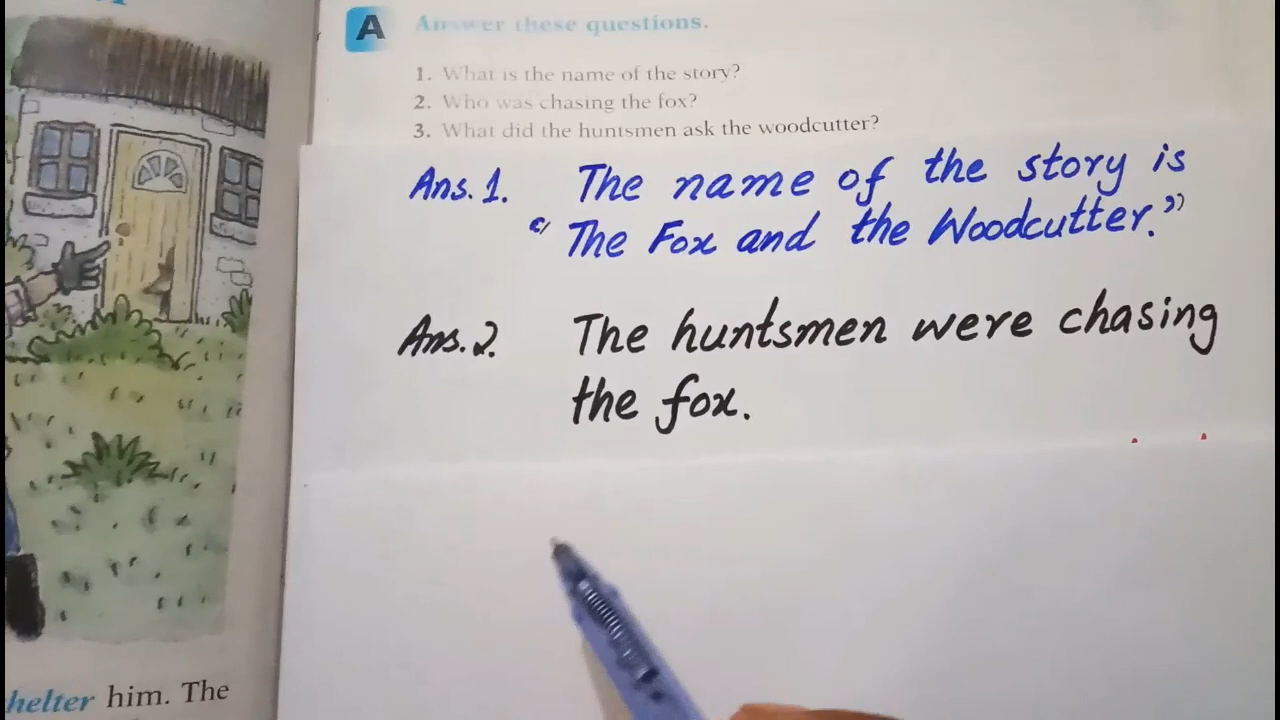 A Answer these questions.
1. What is the name of the story?
2. Who was chasing the fox?
3. What did the huntsmen ask the woodcutter?
Ans. 1. The name of the story is
"The Fox and the Woodcutter."
Ans. 2. The huntsmen were chasing
the fox.
helter him. The